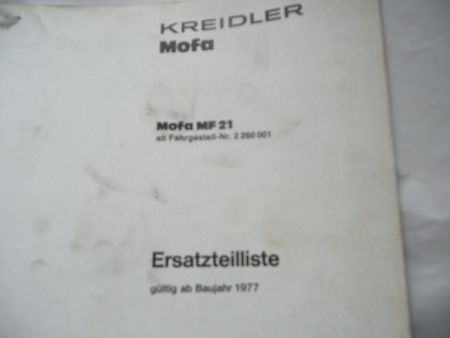 KREIDLER
Mofa
Mofa MF 21
ab Fahrgestell-Nr. 2 260 001
Ersatzteilliste
gültig ab Baujahr 1977